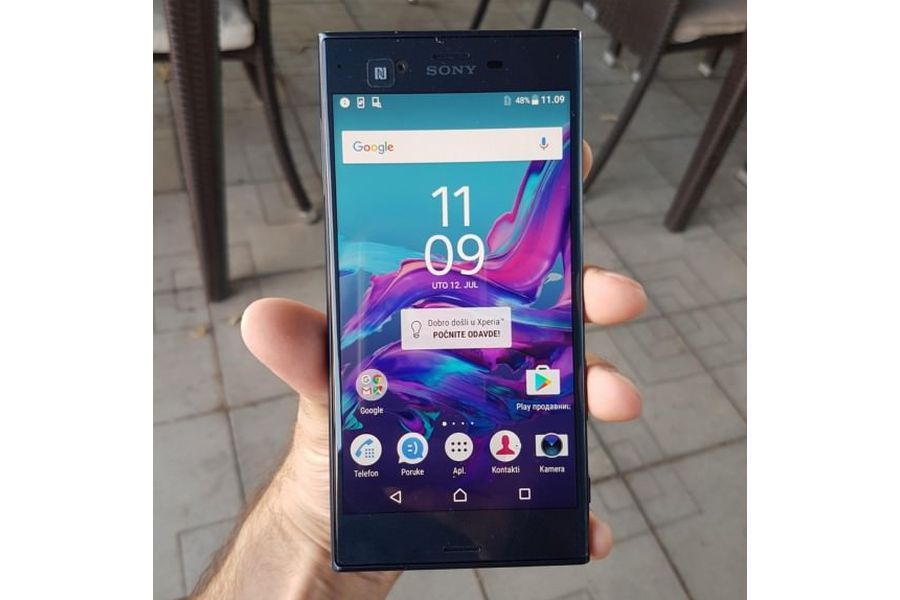 SONY
48% 11.09
Google
11
09
UTO 12. JUL
Dobro došli u Xperia™
POČNITE ODAVDE!
Google
Play продавниц
Telefon
Poruke
Apl.
Kontakti
Kamera